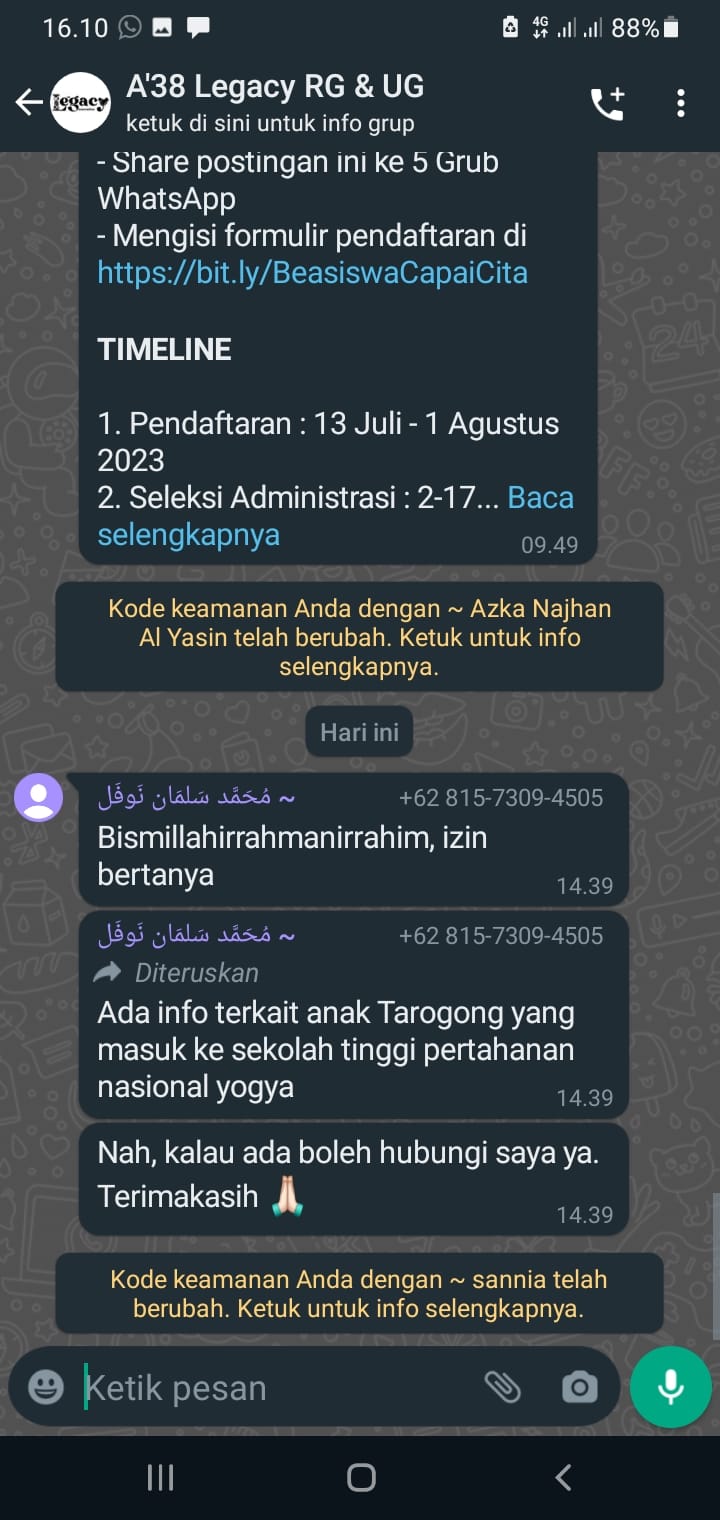 16.10
4G
88%
Legacy
A'38 Legacy RG & UG
ketuk di sini untuk info grup
- Share postingan ini ke 5 Grub
WhatsApp
- Mengisi formulir pendaftaran di
https://bit.ly/BeasiswaCapaiCita
TIMELINE
1. Pendaftaran : 13 Juli - 1 Agustus
2023
2. Seleksi Administrasi : 2-17... Baca
selengkapnya
09.49
Kode keamanan Anda dengan ~ Azka Najhan
Al Yasin telah berubah. Ketuk untuk info
selengkapnya.
Hari ini
~ مُحَمَّد سَلمَان نَوفَل +62 815-7309-4505
Bismillahirrahmanirrahim, izin
bertanya
14.39
~ مُحَمَّد سَلمَان نَوفَل +62 815-7309-4505
Diteruskan
Ada info terkait anak Tarogong yang
masuk ke sekolah tinggi pertahanan
nasional yogya
14.39
Nah, kalau ada boleh hubungi saya ya.
Terimakasih 🙏🏻
14.39
Kode keamanan Anda dengan ~ sannia telah
berubah. Ketuk untuk info selengkapnya.
Ketik pesan